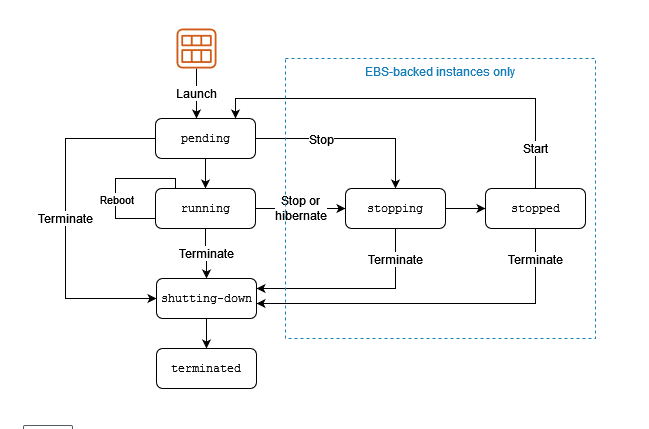 EBS-backed instances only
Launch
pending
Stop
Start
Reboot
running
Stop or
hibernate
stopping
stopped
Terminate
Terminate
Terminate
Terminate
shutting-down
terminated